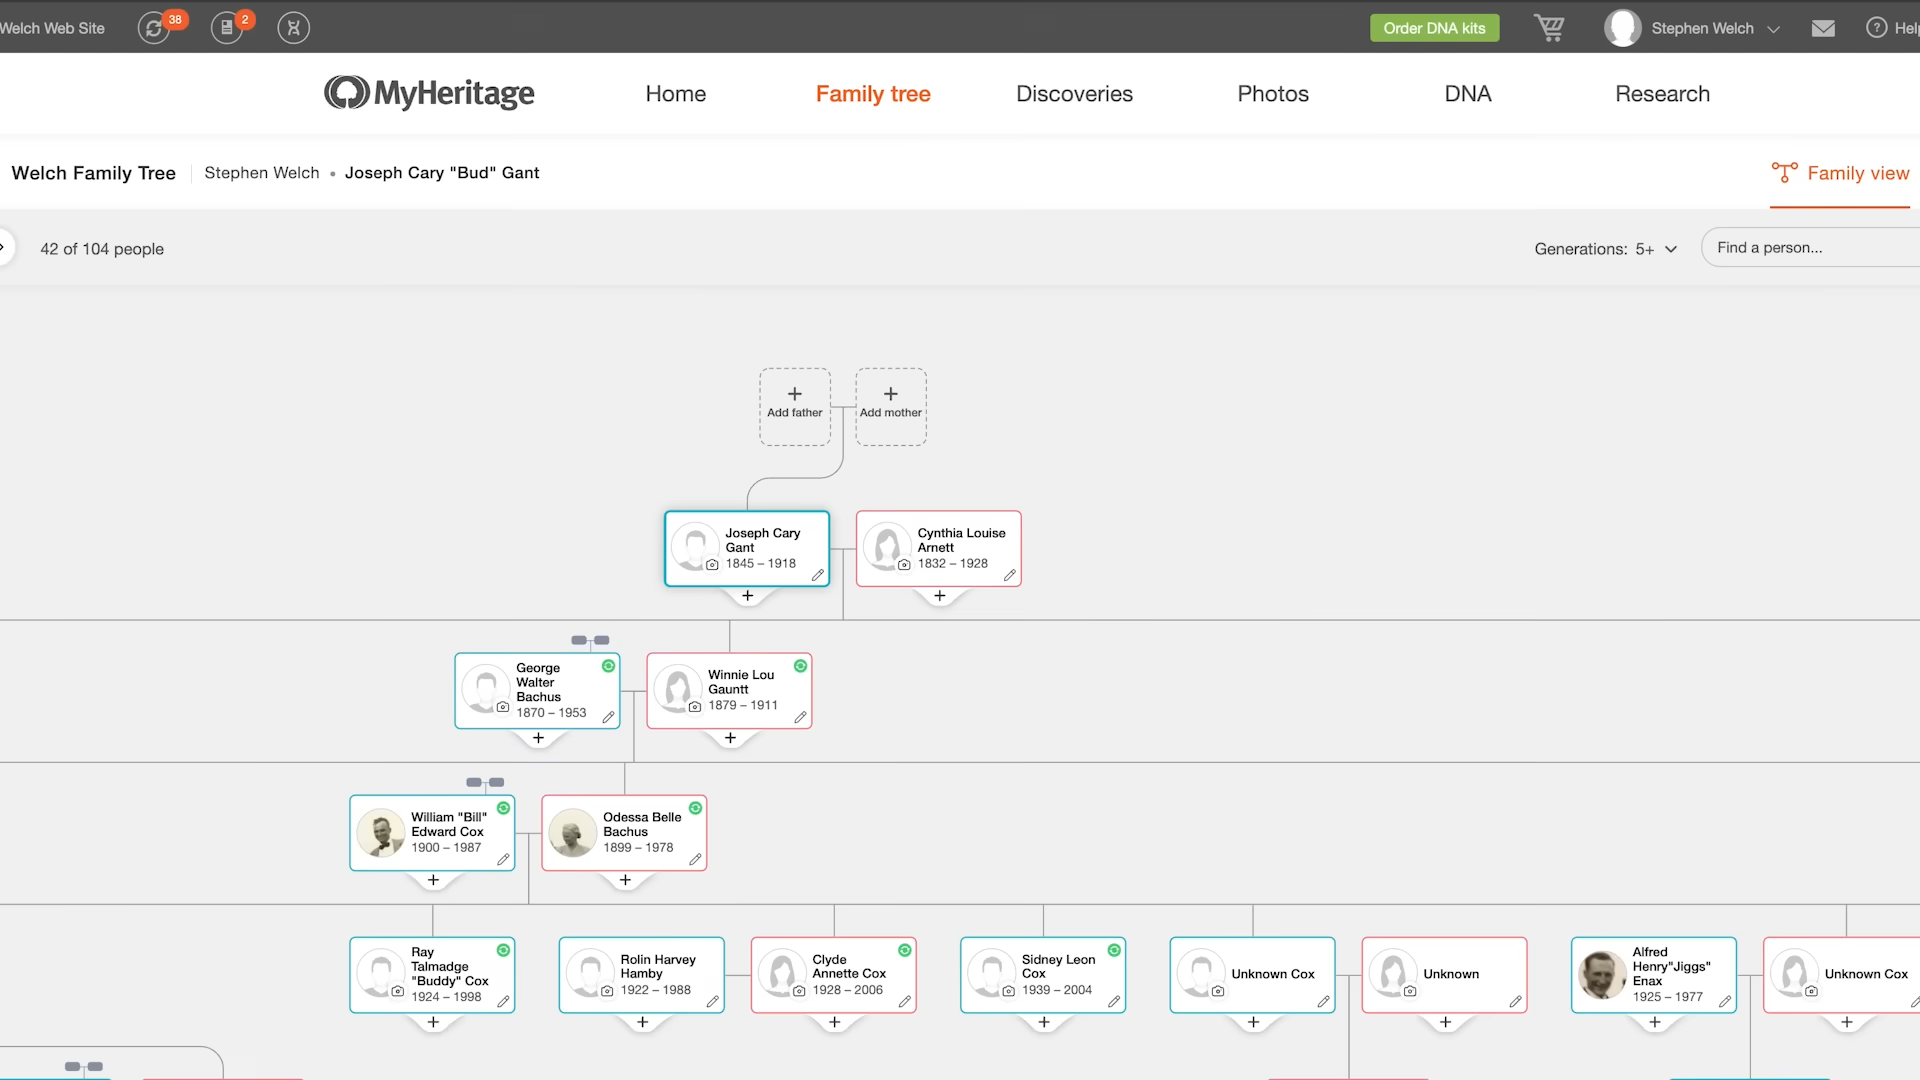 Welch Web Site
38
2
Order DNA kits
Stephen Welch
?
MyHeritage
Home
Family tree
Discoveries
Photos
DNA
Research
Welch Family Tree
Stephen Welch • Joseph Cary "Bud" Gant
Family view
42 of 104 people
Generations: 5+
Find a person...
+
Add father
+
Add mother
Joseph Cary
Gant
1845 – 1918
+
Cynthia Louise
Arnett
1832 – 1928
+
George
Walter
Bachus
1870 – 1953
+
Winnie Lou
Gauntt
1879 – 1911
+
William "Bill"
Edward Cox
1900 – 1987
+
Odessa Belle
Bachus
1899 – 1978
+
Ray
Talmadge
"Buddy" Cox
1924 – 1998
+
Rolin Harvey
Hamby
1922 – 1988
+
Clyde
Annette Cox
1928 – 2006
+
Sidney Leon
Cox
1939 – 2004
+
Unknown Cox
+
Unknown
+
Alfred
Henry"Jiggs"
Enax
1925 – 1977
+
Unknown Cox
+